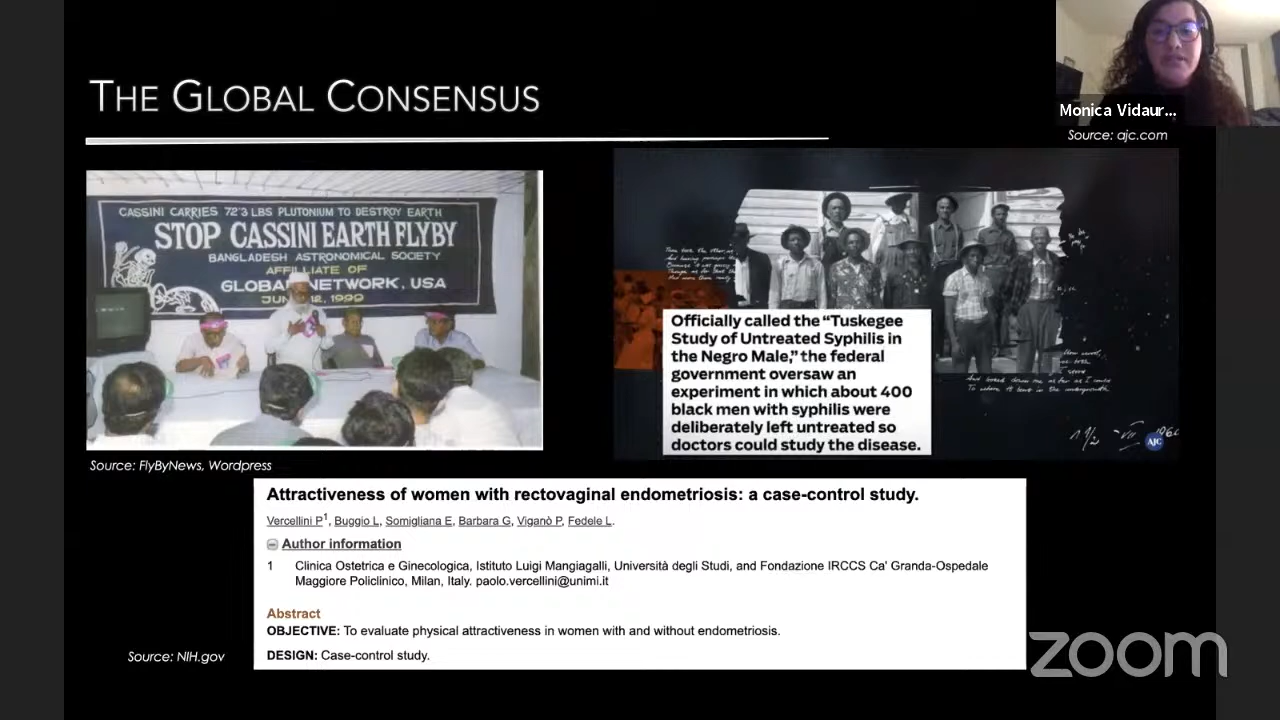 THE GLOBAL CONSENSUS
Monica Vidaur...
Source: ajc.com
CASSINI CARRIES 72'3 LBS PLUTONIUM TO DESTROY EARTH
STOP CASSINI EARTH FLYBY
BANGLADESH ASTRONOMICAL SOCIETY
AFFILIATE OF
GLOBAL NETWORK, USA
JUNE 12, 1999
Source: FlyByNews, Wordpress
Officially called the “Tuskegee
Study of Untreated Syphilis in
the Negro Male,” the federal
government oversaw an
experiment in which about 400
black men with syphilis were
deliberately left untreated so
doctors could study the disease.
AJC
Attractiveness of women with rectovaginal endometriosis: a case-control study.
Vercellini P1, Buggio L, Somigliana E, Barbara G, Viganò P, Fedele L.
Author information
1 Clinica Ostetrica e Ginecologica, Istituto Luigi Mangiagalli, Università degli Studi, and Fondazione IRCCS Ca' Granda-Ospedale
Maggiore Policlinico, Milan, Italy. paolo.vercellini@unimi.it
Abstract
OBJECTIVE: To evaluate physical attractiveness in women with and without endometriosis.
DESIGN: Case-control study.
Source: NIH.gov
zoom